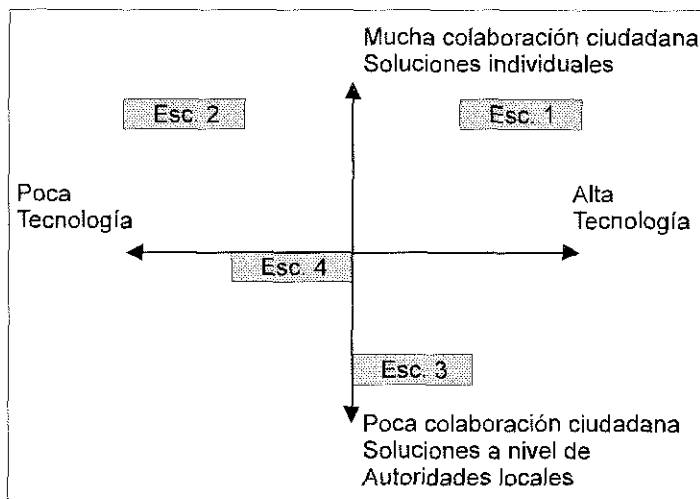 Mucha colaboración ciudadana
Soluciones individuales
Esc. 2
Esc. 1
Poca
Tecnología
Alta
Tecnología
Esc. 4
Esc. 3
Poca colaboración ciudadana
Soluciones a nivel de
Autoridades locales